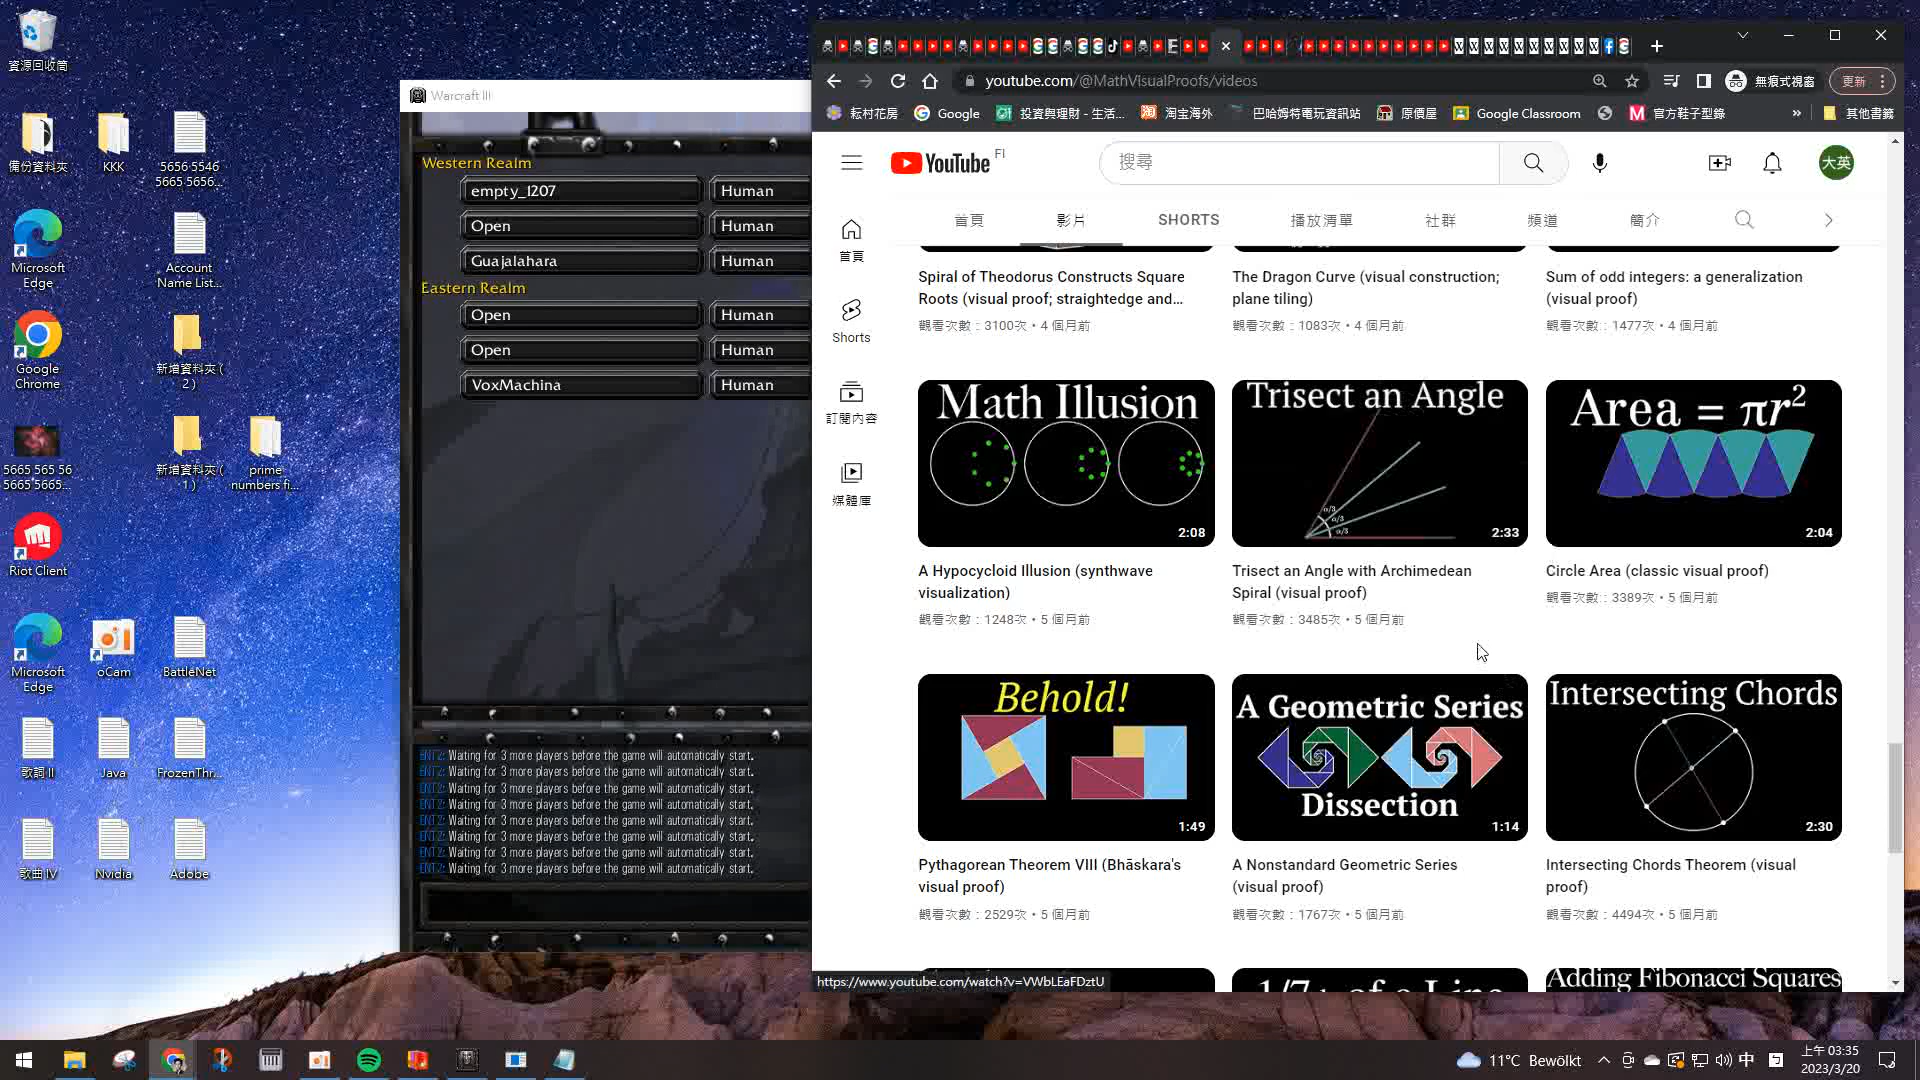 資源回收筒
備份資料夾
KKK
5656 5546
5665 5656...
Microsoft
Edge
Account
Name List...
Google
Chrome
新增資料夾 (
2 )
5665 565 56
5665 5665...
新增資料夾 (
1 )
prime
numbers fi...
Riot Client
Microsoft
Edge
oCam
BattleNet
歌詞 II
Java
FrozenThr...
歌曲 IV
Nvidia
Adobe
Warcraft III
Western Realm
empty_1207
Human
Open
Human
Guajalahara
Human
Eastern Realm
Open
Human
Open
Human
VoxMachina
Human
ENT2: Waiting for 3 more players before the game will automatically start.
ENT2: Waiting for 3 more players before the game will automatically start.
ENT2: Waiting for 3 more players before the game will automatically start.
ENT2: Waiting for 3 more players before the game will automatically start.
ENT2: Waiting for 3 more players before the game will automatically start.
ENT2: Waiting for 3 more players before the game will automatically start.
ENT2: Waiting for 3 more players before the game will automatically start.
ENT2: Waiting for 3 more players before the game will automatically start.
youtube.com/@MathVisualProofs/videos
無痕式視窗
更新
耘村花房
Google
投資與理財 - 生活...
淘宝海外
巴哈姆特電玩資訊站
原價屋
Google Classroom
官方鞋子型錄
»
其他書籤
YouTube FI
搜尋
大英
首頁
影片
SHORTS
播放清單
社群
頻道
簡介
首頁
Shorts
訂閱內容
媒體庫
Spiral of Theodorus Constructs Square
Roots (visual proof; straightedge and...
觀看次數：3100次 • 4 個月前
The Dragon Curve (visual construction;
plane tiling)
觀看次數：1083次 • 4 個月前
Sum of odd integers: a generalization
(visual proof)
觀看次數：1477次 • 4 個月前
Math Illusion
2:08
Trisect an Angle
α/3
α/3
α/3
2:33
Area = πr²
2:04
A Hypocycloid Illusion (synthwave
visualization)
觀看次數：1248次 • 5 個月前
Trisect an Angle with Archimedean
Spiral (visual proof)
觀看次數：3485次 • 5 個月前
Circle Area (classic visual proof)
觀看次數：3389次 • 5 個月前
Behold!
1:49
A Geometric Series
Dissection
1:14
Intersecting Chords
2:30
Pythagorean Theorem VIII (Bhāskara's
visual proof)
觀看次數：2529次 • 5 個月前
A Nonstandard Geometric Series
(visual proof)
觀看次數：1767次 • 5 個月前
Intersecting Chords Theorem (visual
proof)
觀看次數：4494次 • 5 個月前
Adding Fibonacci Squares
https://www.youtube.com/watch?v=VWbLEaFDztU
11°C Bewölkt
中
上午 03:35
2023/3/20